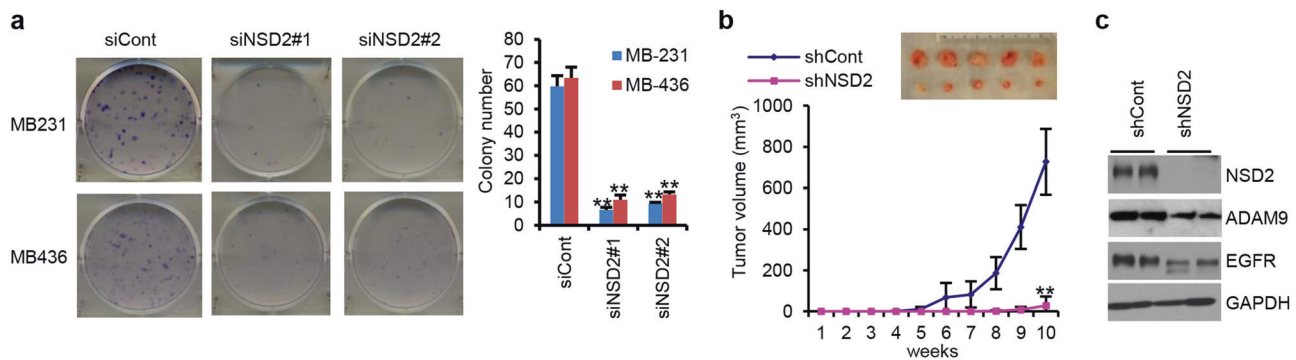 a
siCont siNSD2#1 siNSD2#2
MB231
MB436
Colony number
80
70
60
50
40
30
20
10
0
MB-231
MB-436
** **
** **
siCont
siNSD2#1
siNSD2#2
b
shCont
shNSD2
Tumor volume (mm³)
1000
800
600
400
200
0
**
1 2 3 4 5 6 7 8 9 10
weeks
c
shCont
shNSD2
NSD2
ADAM9
EGFR
GAPDH